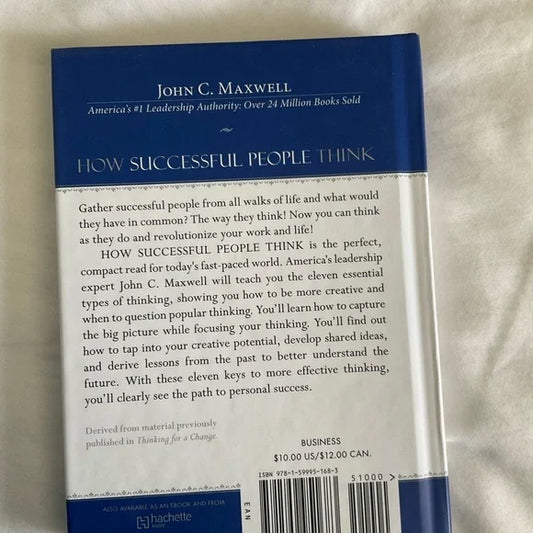 JOHN C. MAXWELL
America's #1 Leadership Authority: Over 24 Million Books Sold
HOW SUCCESSFUL PEOPLE THINK
Gather successful people from all walks of life and what would
they have in common? The way they think! Now you can think
as they do and revolutionize your work and life!
HOW SUCCESSFUL PEOPLE THINK is the perfect,
compact read for today's fast-paced world. America's leadership
expert John C. Maxwell will teach you the eleven essential
types of thinking, showing you how to be more creative and
when to question popular thinking. You'll learn how to capture
the big picture while focusing your thinking. You'll find out
how to tap into your creative potential, develop shared ideas,
and derive lessons from the past to better understand the
future. With these eleven keys to more effective thinking,
you'll clearly see the path to personal success.
Derived from material previously
published in Thinking for a Change.
BUSINESS
$10.00 US/$12.00 CAN.
ISBN 978-1-59995-168-3
51000
EAN
ALSO AVAILABLE AS AN EBOOK AND FROM
hachette
AUDIO